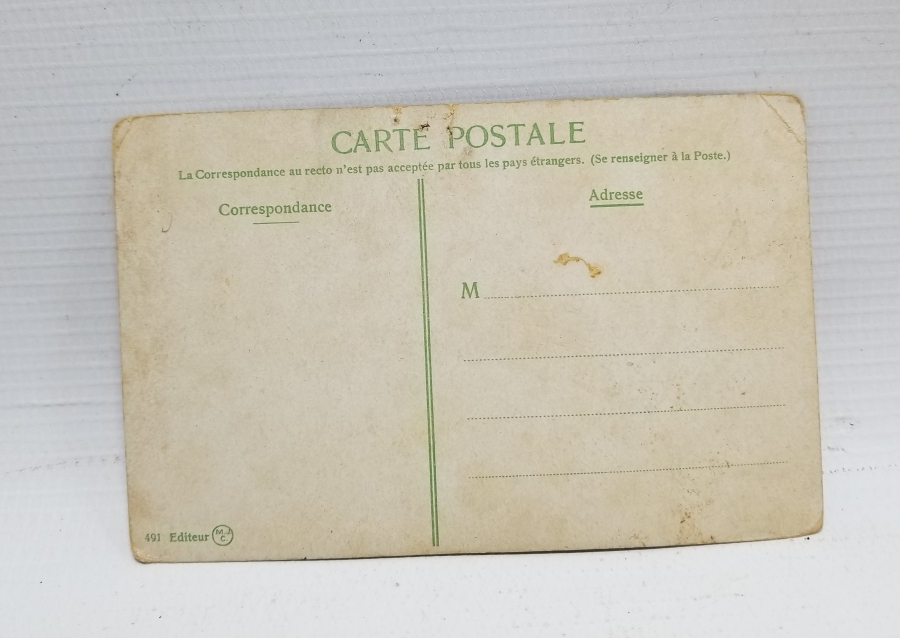 CARTE POSTALE
La Correspondance au recto n'est pas acceptée par tous les pays étrangers. (Se renseigner à la Poste.)
Correspondance
Adresse
M
491 Editeur M.J.C.